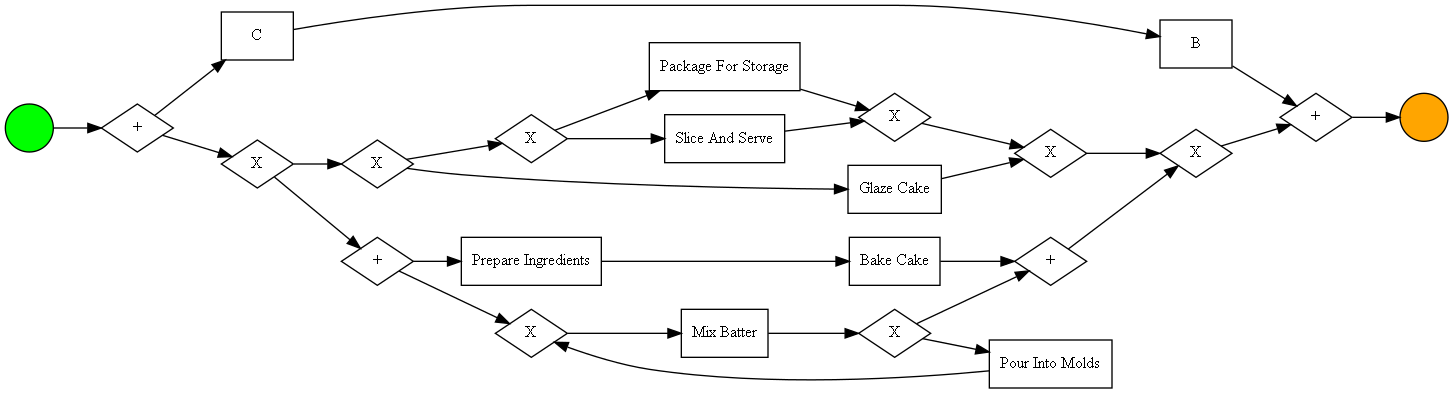 C
B
Package For Storage
+
X
+
X
Slice And Serve
X
X
X
X
Glaze Cake
+
Prepare Ingredients
Bake Cake
+
X
Mix Batter
X
Pour Into Molds